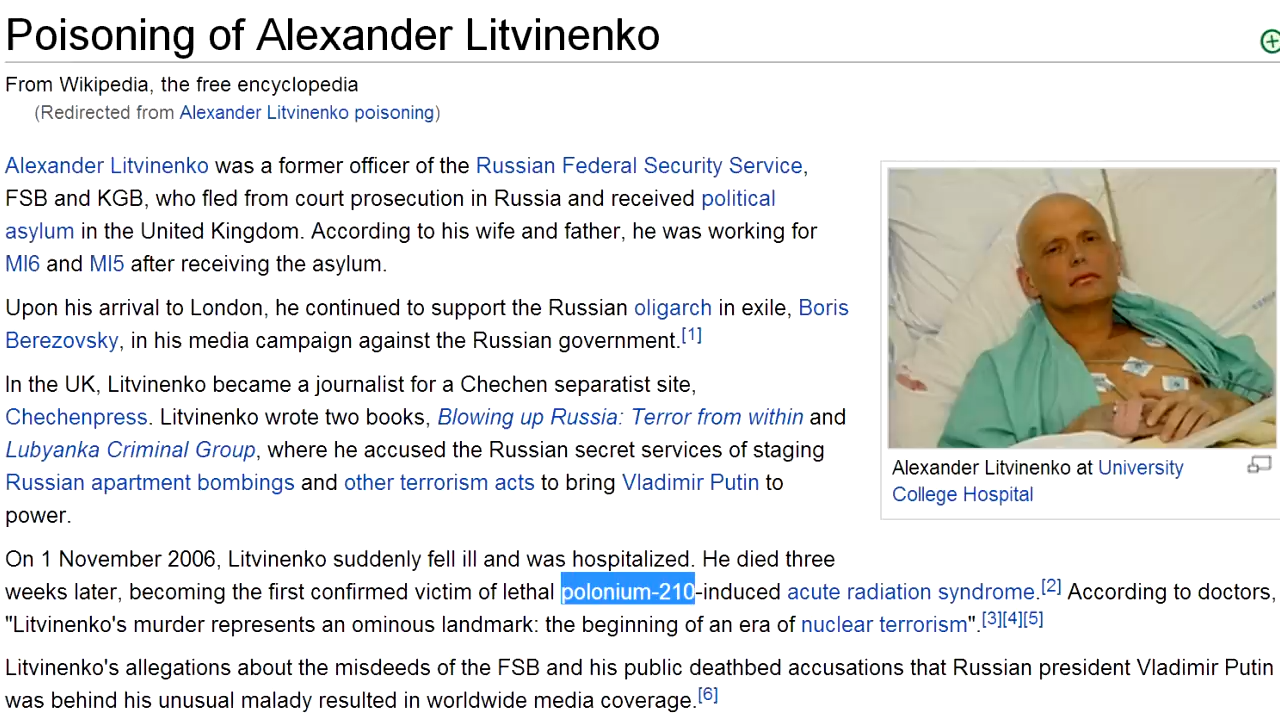 Poisoning of Alexander Litvinenko
From Wikipedia, the free encyclopedia
(Redirected from Alexander Litvinenko poisoning)
Alexander Litvinenko was a former officer of the Russian Federal Security Service,
FSB and KGB, who fled from court prosecution in Russia and received political
asylum in the United Kingdom. According to his wife and father, he was working for
MI6 and MI5 after receiving the asylum.
Upon his arrival to London, he continued to support the Russian oligarch in exile, Boris
Berezovsky, in his media campaign against the Russian government.[1]
In the UK, Litvinenko became a journalist for a Chechen separatist site,
Chechenpress. Litvinenko wrote two books, Blowing up Russia: Terror from within and
Lubyanka Criminal Group, where he accused the Russian secret services of staging
Russian apartment bombings and other terrorism acts to bring Vladimir Putin to
power.
Alexander Litvinenko at University
College Hospital
On 1 November 2006, Litvinenko suddenly fell ill and was hospitalized. He died three
weeks later, becoming the first confirmed victim of lethal polonium-210-induced acute radiation syndrome.[2] According to doctors,
"Litvinenko's murder represents an ominous landmark: the beginning of an era of nuclear terrorism".[3][4][5]
Litvinenko's allegations about the misdeeds of the FSB and his public deathbed accusations that Russian president Vladimir Putin
was behind his unusual malady resulted in worldwide media coverage.[6]